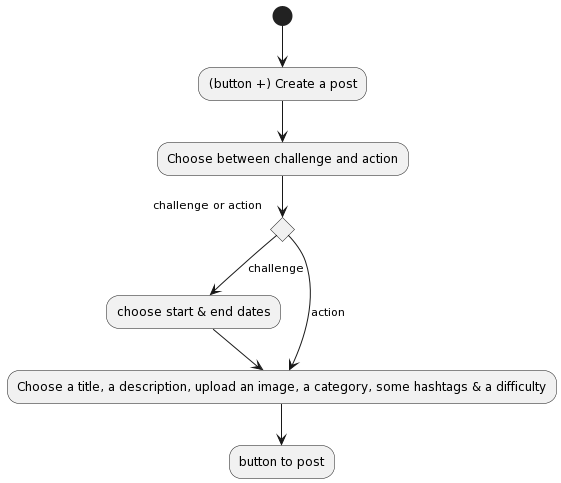 (button +) Create a post
Choose between challenge and action
challenge or action
challenge
choose start & end dates
action
Choose a title, a description, upload an image, a category, some hashtags & a difficulty
button to post